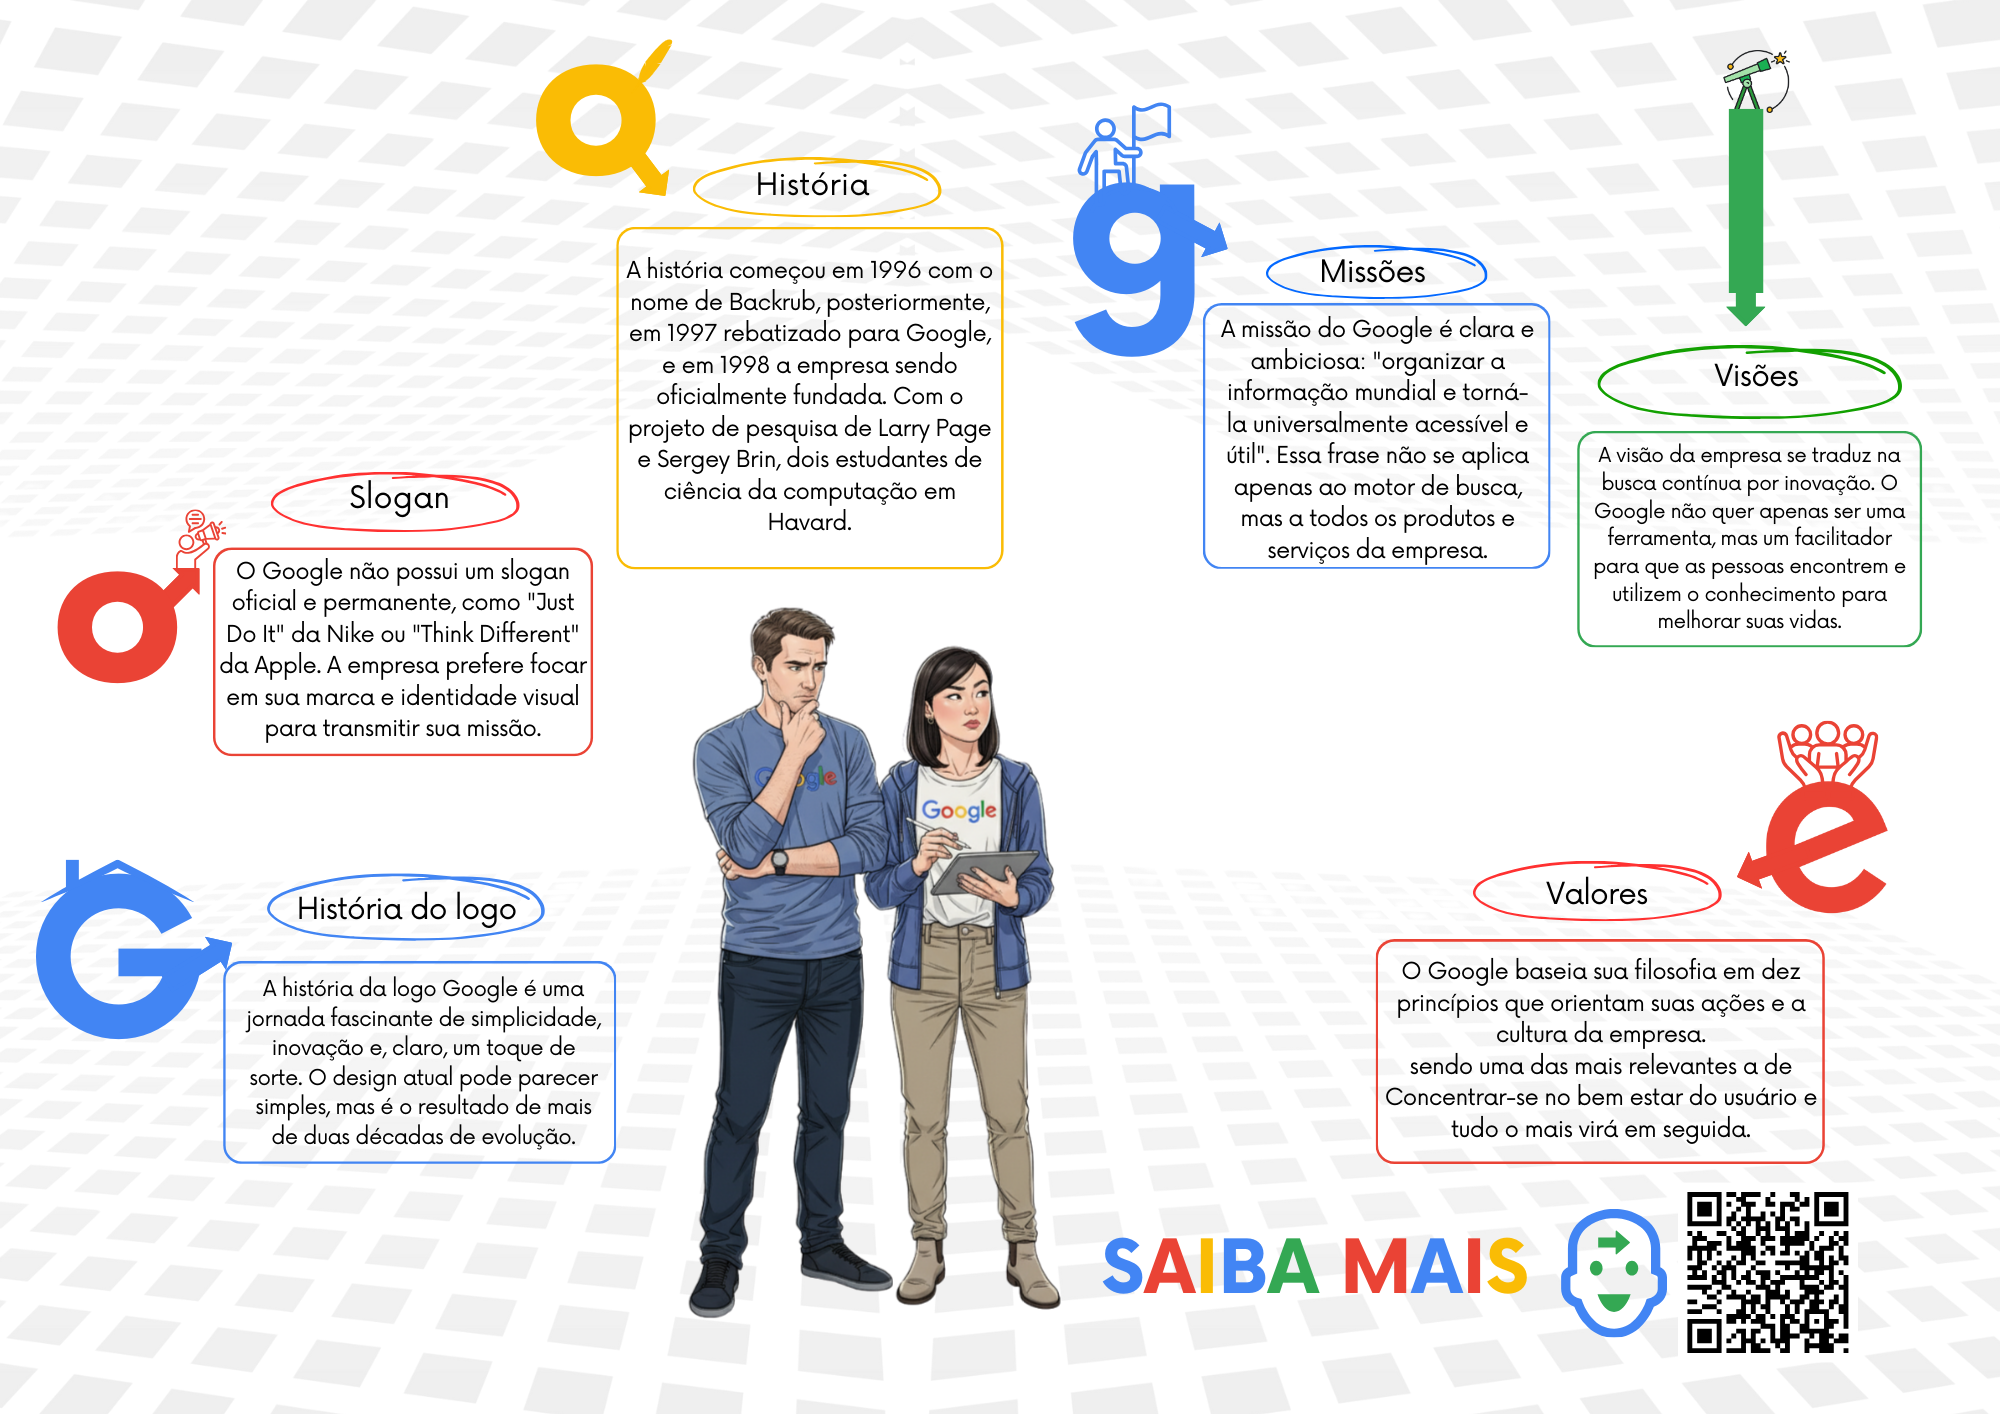 História
A história começou em 1996 com o
nome de Backrub, posteriormente,
em 1997 rebatizado para Google,
e em 1998 a empresa sendo
oficialmente fundada. Com o
projeto de pesquisa de Larry Page
e Sergey Brin, dois estudantes de
ciência da computação em
Havard.
g
Missões
A missão do Google é clara e
ambiciosa: "organizar a
informação mundial e torná-
la universalmente acessível e
útil". Essa frase não se aplica
apenas ao motor de busca,
mas a todos os produtos e
serviços da empresa.
Visões
A visão da empresa se traduz na
busca contínua por inovação. O
Google não quer apenas ser uma
ferramenta, mas um facilitador
para que as pessoas encontrem e
utilizem o conhecimento para
melhorar suas vidas.
Slogan
o
O Google não possui um slogan
oficial e permanente, como "Just
Do It" da Nike ou "Think Different"
da Apple. A empresa prefere focar
em sua marca e identidade visual
para transmitir sua missão.
Google
Google
G
História do logo
A história da logo Google é uma
jornada fascinante de simplicidade,
inovação e, claro, um toque de
sorte. O design atual pode parecer
simples, mas é o resultado de mais
de duas décadas de evolução.
e
Valores
O Google baseia sua filosofia em dez
princípios que orientam suas ações e a
cultura da empresa.
sendo uma das mais relevantes a de
Concentrar-se no bem estar do usuário e
tudo o mais virá em seguida.
SAIBA MAIS